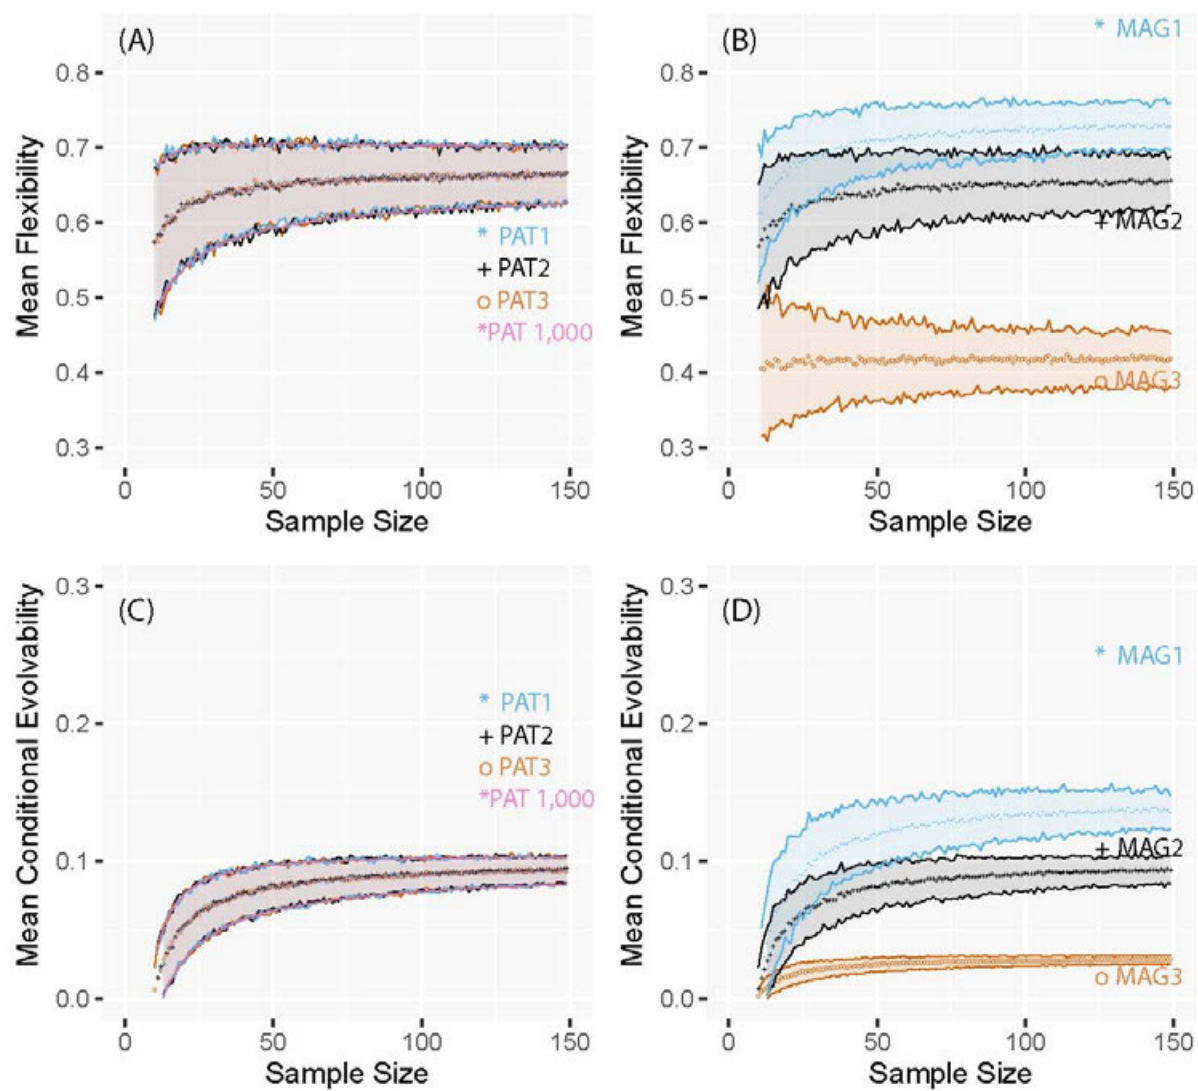 (A)
0.8
0.7
0.6
0.5
0.4
0.3
Mean Flexibility
* PAT1
+ PAT2
o PAT3
*PAT 1,000
0 50 100 150
Sample Size
(B)
* MAG1
0.8
0.7
0.6
0.5
0.4
0.3
Mean Flexibility
+ MAG2
o MAG3
0 50 100 150
Sample Size
(C)
0.3
0.2
0.1
0.0
Mean Conditional Evolvability
* PAT1
+ PAT2
o PAT3
*PAT 1,000
0 50 100 150
Sample Size
(D)
0.3
0.2
0.1
0.0
Mean Conditional Evolvability
* MAG1
+ MAG2
o MAG3
0 50 100 150
Sample Size